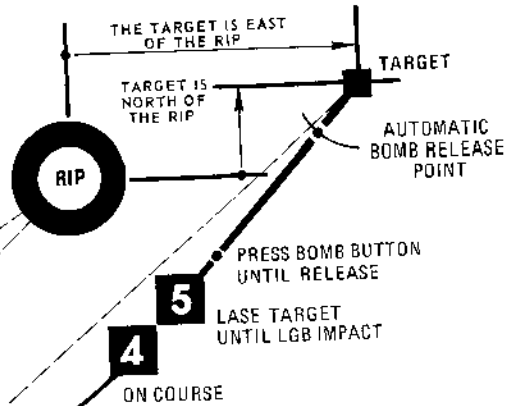 THE TARGET IS EAST
OF THE RIP
TARGET
TARGET IS
NORTH OF
THE RIP
AUTOMATIC
BOMB RELEASE
POINT
RIP
PRESS BOMB BUTTON
UNTIL RELEASE
5
LASE TARGET
UNTIL LGB IMPACT
4
ON COURSE